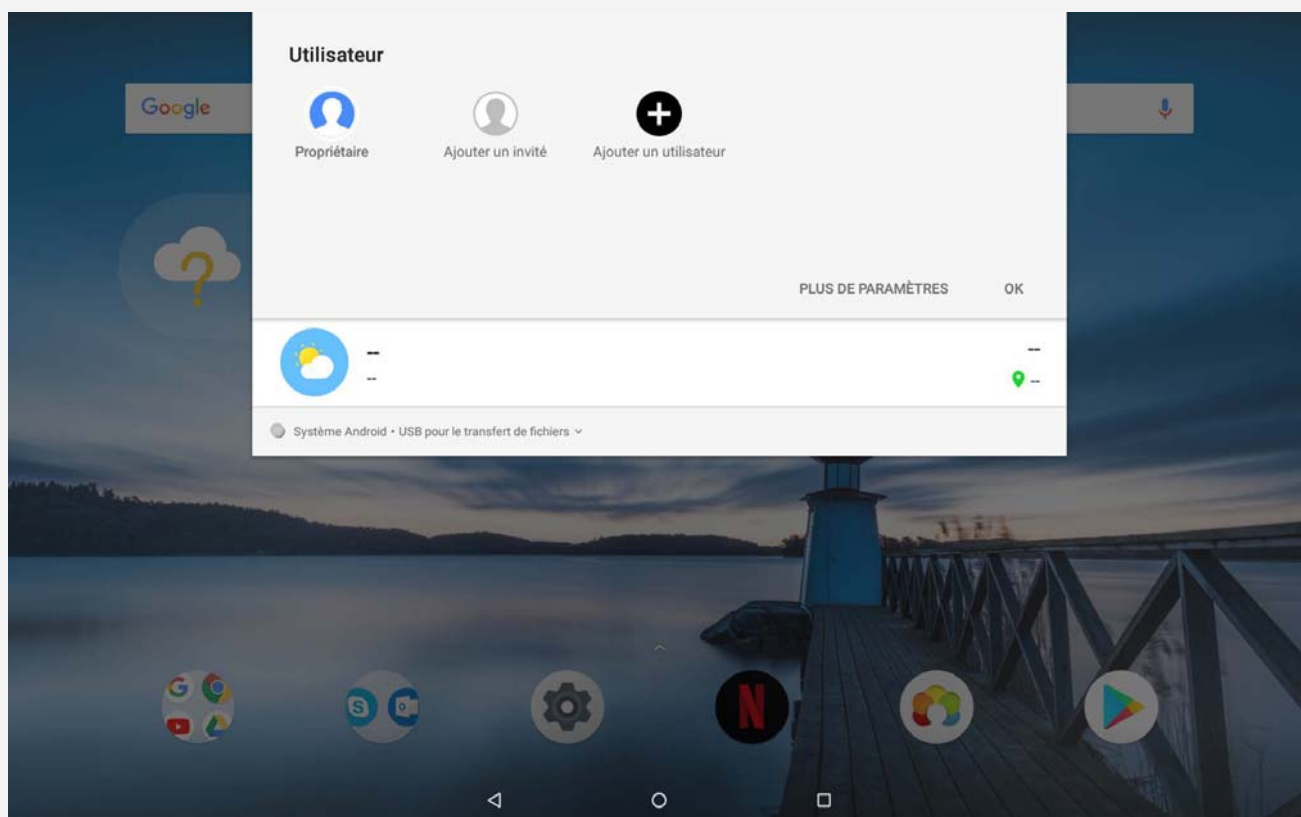 Utilisateur
Google
Propriétaire
Ajouter un invité
Ajouter un utilisateur
PLUS DE PARAMÈTRES
OK
--
--
--
--
Système Android • USB pour le transfert de fichiers
G
S
N